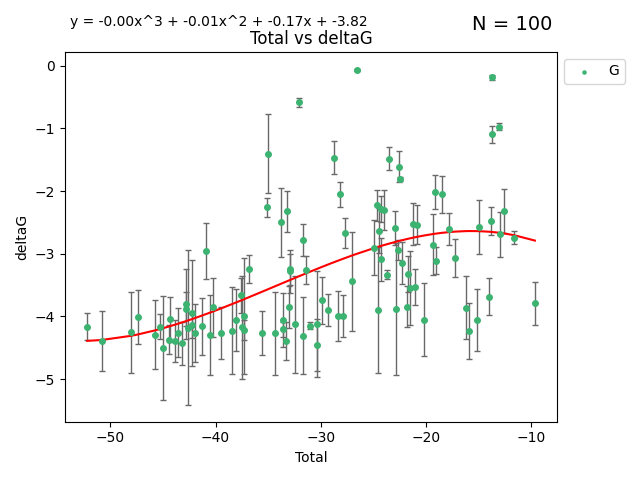 y = -0.00x^3 + -0.01x^2 + -0.17x + -3.82
N = 100
Total vs deltaG
G
deltaG
0
−1
−2
−3
−4
−5
−50 −40 −30 −20 −10
Total